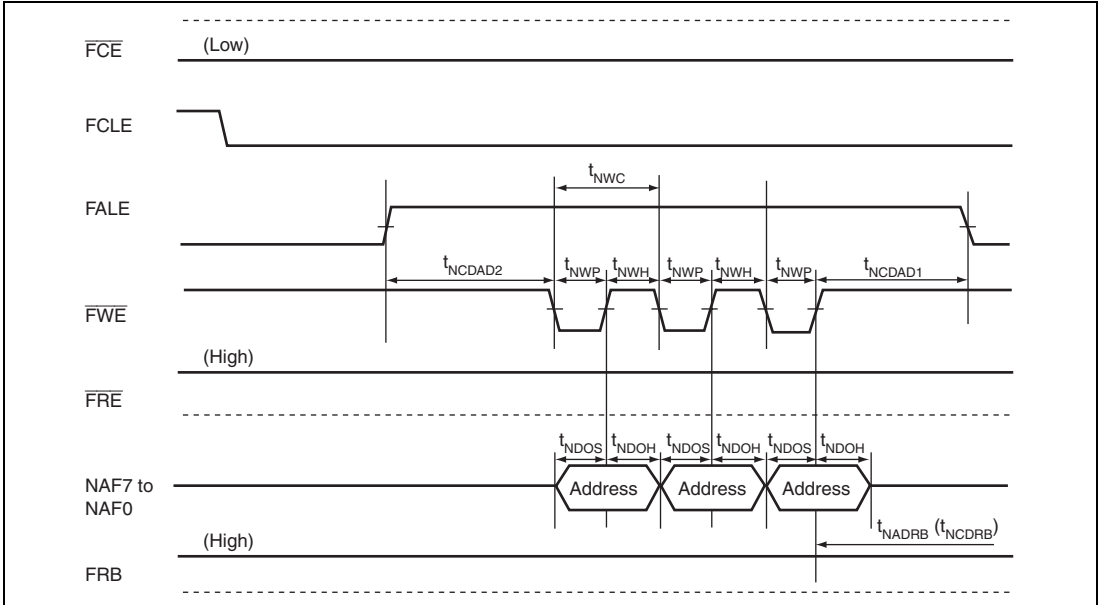 FCE (Low)
FCLE
tNWC
FALE
tNCDAD2 tNWP tNWH tNWP tNWH tNWP tNCDAD1
FWE
(High)
FRE
tNDOS tNDOH tNDOS tNDOH tNDOS tNDOH
NAF7 to
NAF0
Address Address Address
tNADRB (tNCDRB)
(High)
FRB